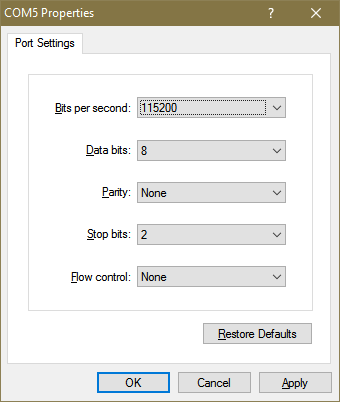 COM5 Properties
Port Settings
Bits per second: 115200
Data bits: 8
Parity: None
Stop bits: 2
Flow control: None
Restore Defaults
OK Cancel Apply